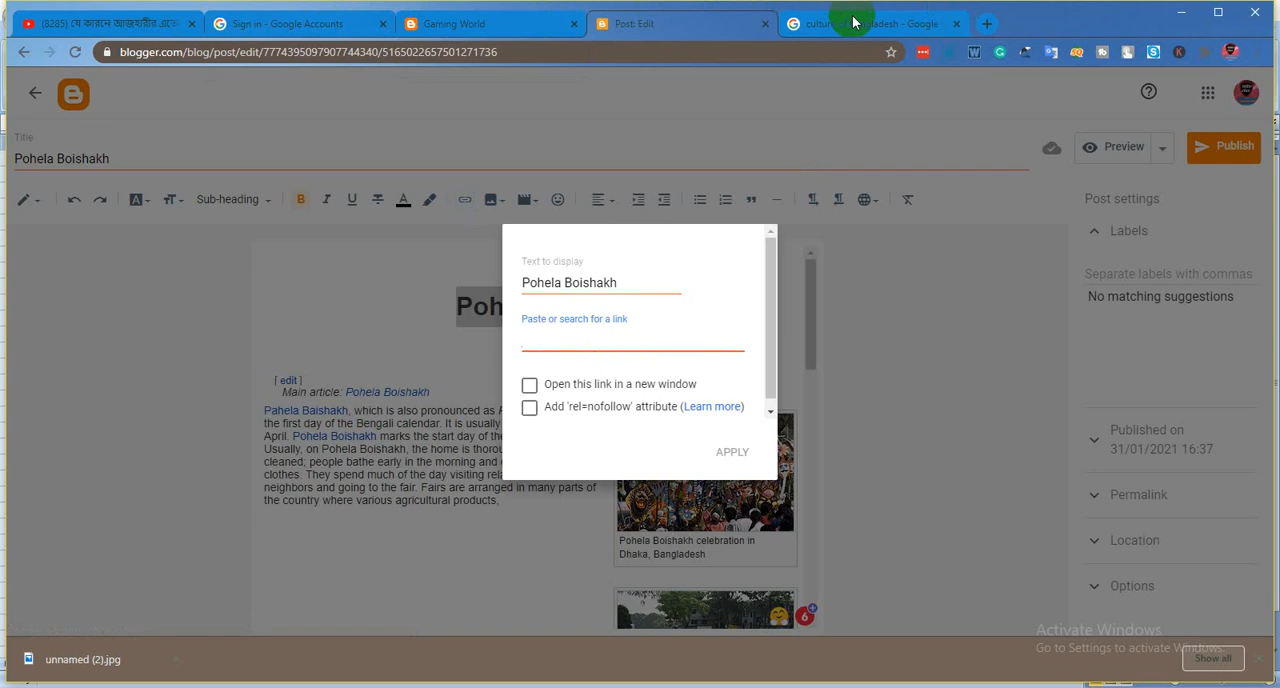 (8285) যে কারনে আজহারীর এতে
Sign in - Google Accounts
Gaming World
Post: Edit
blogger.com/blog/post/edit/7774395097907744340/5165022657501271736
Title
Pohela Boishakh
Preview
Publish
Sub-heading
Post settings
Labels
Separate labels with commas
No matching suggestions
Text to display
Pohela Boishakh
Paste or search for a link
Open this link in a new window
Add 'rel=nofollow' attribute (Learn more)
APPLY
Poh
[ edit ]
Main article: Pohela Boishakh
Pahela Baishakh, which is also pronounced as
the first day of the Bengali calendar. It is usually
April. Pohela Boishakh marks the start day of the
Usually, on Pohela Boishakh, the home is
cleaned; people bathe early in the morning and
clothes. They spend much of the day visiting
neighbors and going to the fair. Fairs are arranged in many parts of
the country where various agricultural products,
Pohela Boishakh celebration in
Dhaka, Bangladesh
6
Published on
31/01/2021 16:37
Permalink
Location
Options
Activate Windows
Go to Settings to activate Windows.
unnamed (2).jpg
Show all